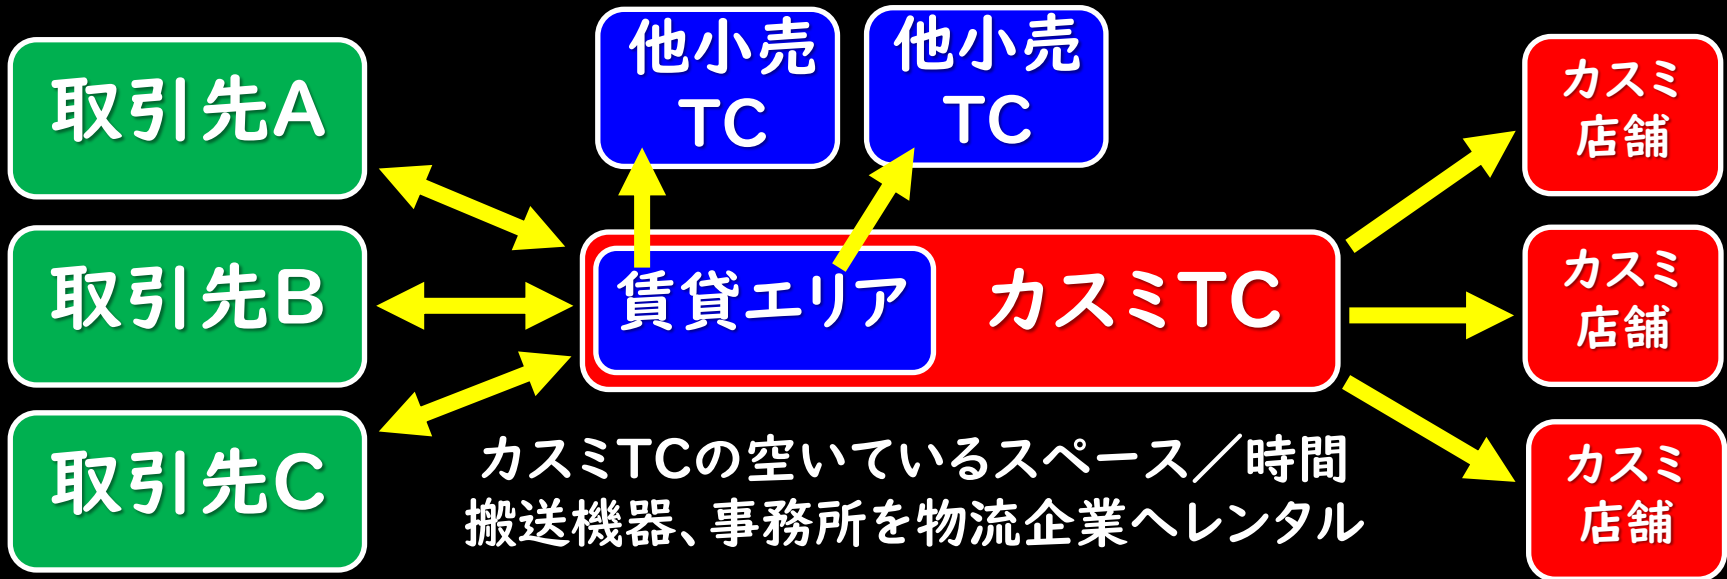 取引先A
取引先B
取引先C
他小売
TC
他小売
TC
賃貸エリア
カスミTC
カスミ
店舗
カスミ
店舗
カスミ
店舗
カスミTCの空いているスペース／時間
搬送機器、事務所を物流企業へレンタル